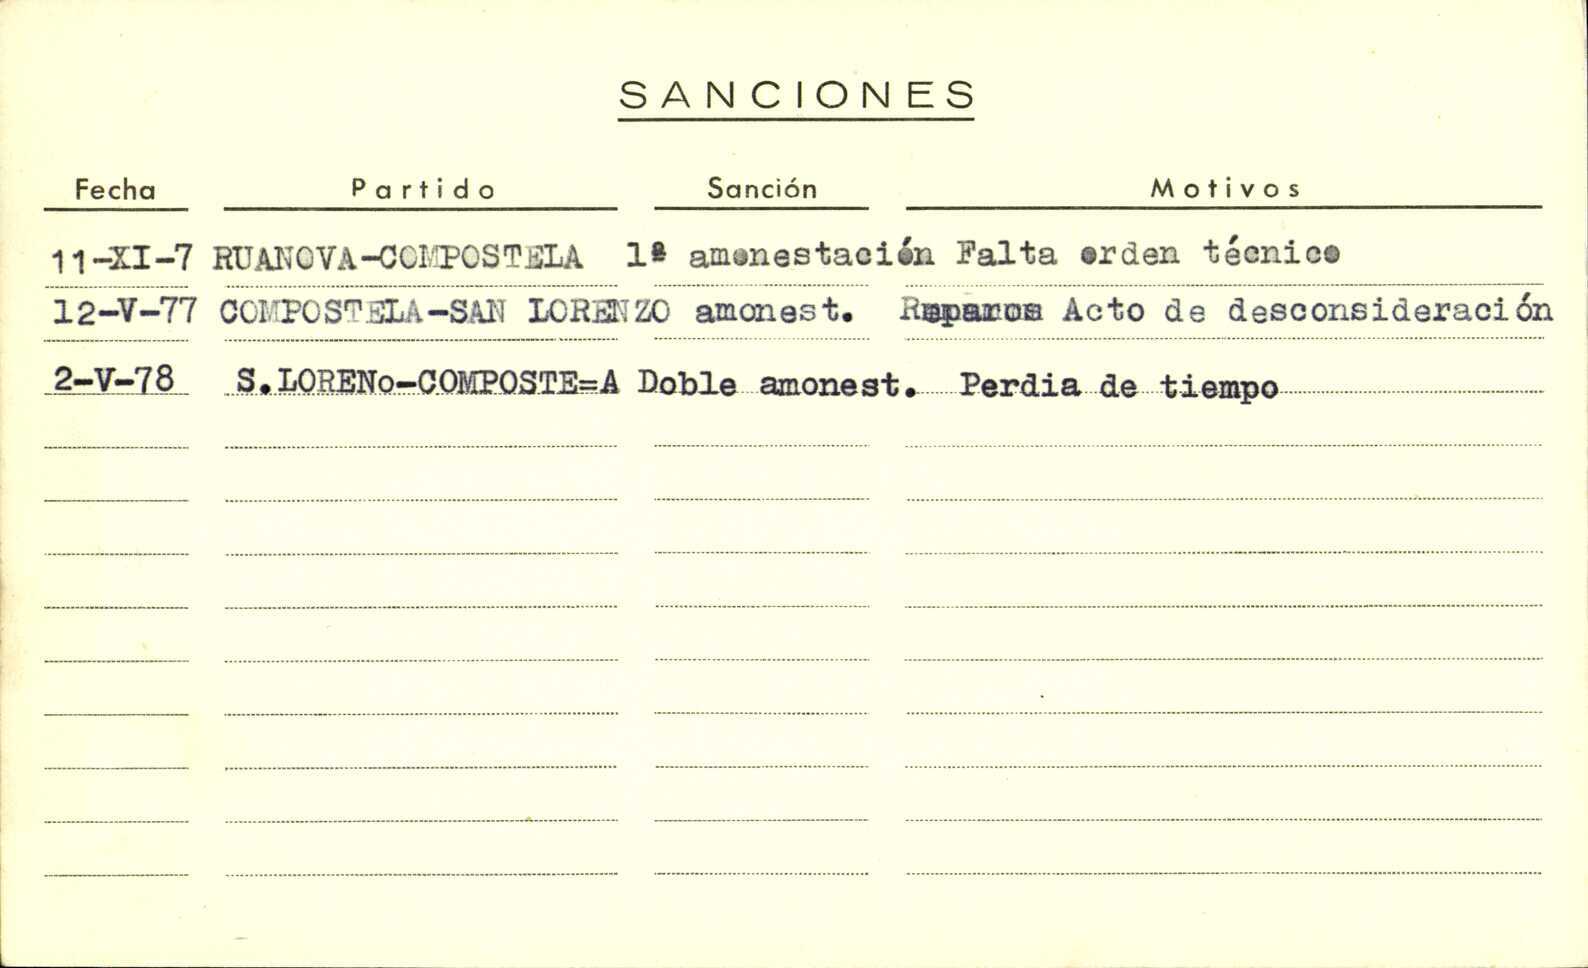 SANCIONES
Fecha Partido Sanción Motivos
11-XI-7 RUANOVA-COMPOSTELA 1ª amonestación Falta orden técnico
12-V-77 COMPOSTELA-SAN LORENZO amonest. Acto de desconsideración
2-V-78 S.LORENo-COMPOSTE=A Doble amonest. Perdia de tiempo